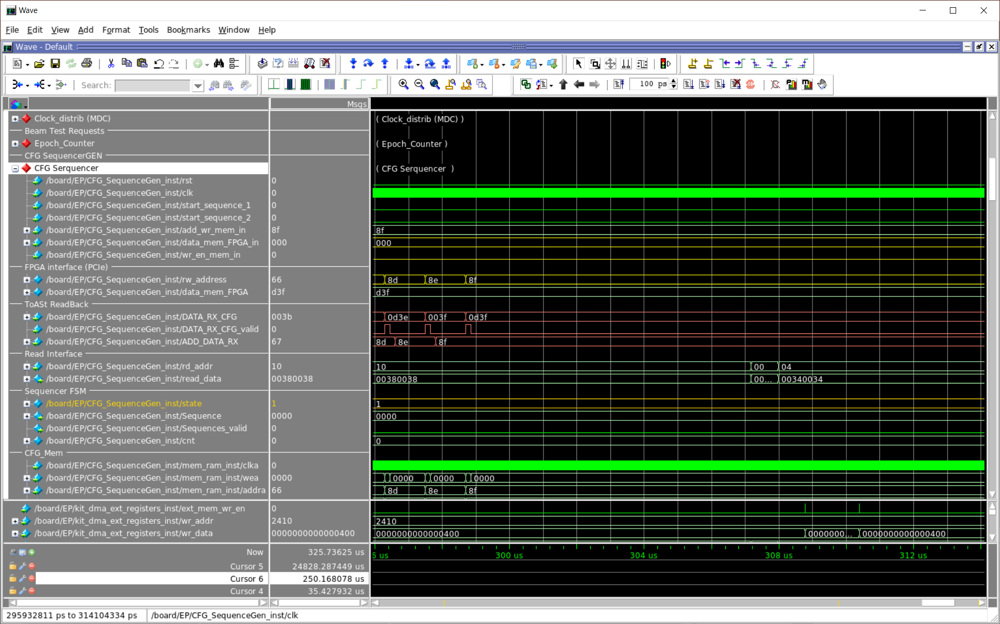 Wave
File Edit View Add Format Tools Bookmarks Window Help
Wave - Default
Search:
100 ps
Msgs
Clock_distrib (MDC) ( Clock_distrib (MDC) )
Beam Test Requests
Epoch_Counter ( Epoch_Counter )
CFG SequencerGEN
CFG Serquencer ( CFG Serquencer )
/board/EP/CFG_SequenceGen_inst/rst 0
/board/EP/CFG_SequenceGen_inst/clk 0
/board/EP/CFG_SequenceGen_inst/start_sequence_1 0
/board/EP/CFG_SequenceGen_inst/start_sequence_2 0
/board/EP/CFG_SequenceGen_inst/add_wr_mem_in 8f 8f
/board/EP/CFG_SequenceGen_inst/data_mem_FPGA_in 000 000
/board/EP/CFG_SequenceGen_inst/wr_en_mem_in 0
FPGA interface (PCIe)
/board/EP/CFG_SequenceGen_inst/rw_address 66 8d 8e 8f
/board/EP/CFG_SequenceGen_inst/data_mem_FPGA d3f d3f
ToASt ReadBack
/board/EP/CFG_SequenceGen_inst/DATA_RX_CFG 003b 0d3e 003f 0d3f
/board/EP/CFG_SequenceGen_inst/DATA_RX_CFG_valid 0
/board/EP/CFG_SequenceGen_inst/ADD_DATA_RX 67 8d 8e 8f
Read Interface
/board/EP/CFG_SequenceGen_inst/rd_addr 10 10 00 04
/board/EP/CFG_SequenceGen_inst/read_data 00380038 00380038 00... 00340034
Sequencer FSM
/board/EP/CFG_SequenceGen_inst/state 1 1
/board/EP/CFG_SequenceGen_inst/Sequence 0000 0000
/board/EP/CFG_SequenceGen_inst/Sequences_valid 0
/board/EP/CFG_SequenceGen_inst/cnt 0 0
CFG_Mem
/board/EP/CFG_SequenceGen_inst/mem_ram_inst/clka 0
/board/EP/CFG_SequenceGen_inst/mem_ram_inst/wea 0000 0000 0000 0000
/board/EP/CFG_SequenceGen_inst/mem_ram_inst/addra 66 8d 8e 8f
/board/EP/kit_dma_ext_registers_inst/ext_mem_wr_en 0
/board/EP/kit_dma_ext_registers_inst/wr_addr 2410 2410
/board/EP/kit_dma_ext_registers_inst/wr_data 0000000000000400 0000000000000400 0000000... 0000000000000400
Now 325.73625 us 6 us 300 us 304 us 308 us 312 us
Cursor 5 24828.287449 us
Cursor 6 250.168078 us
Cursor 4 35.427932 us
295932811 ps to 314104334 ps /board/EP/CFG_SequenceGen_inst/clk